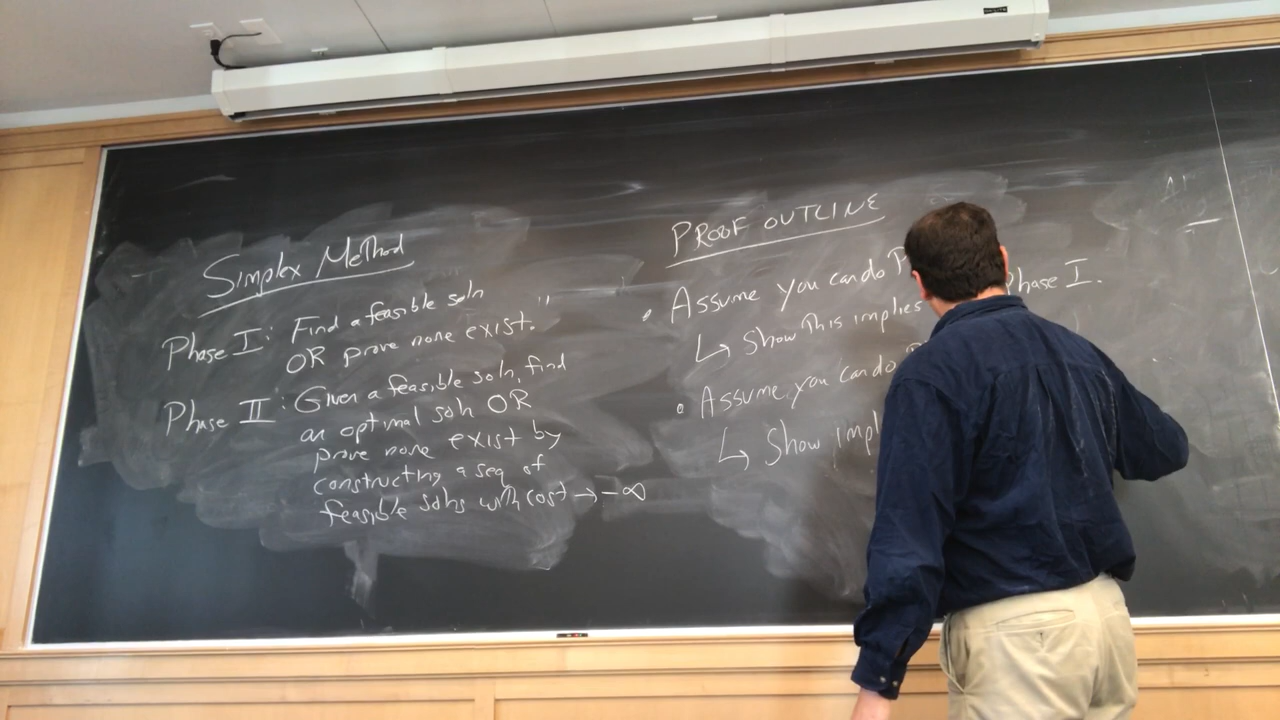 Simplex Method
Phase I: Find a feasible soln
OR prove none exist."
Phase II: Given a feasible soln, find
an optimal soln OR
prove none exist by
constructing a seq of
feasible solns with cost → -∞
PROOF OUTLINE
• Assume you can do P
↳ Show this implies Phase I.
• Assume you can do
↳ Show impl